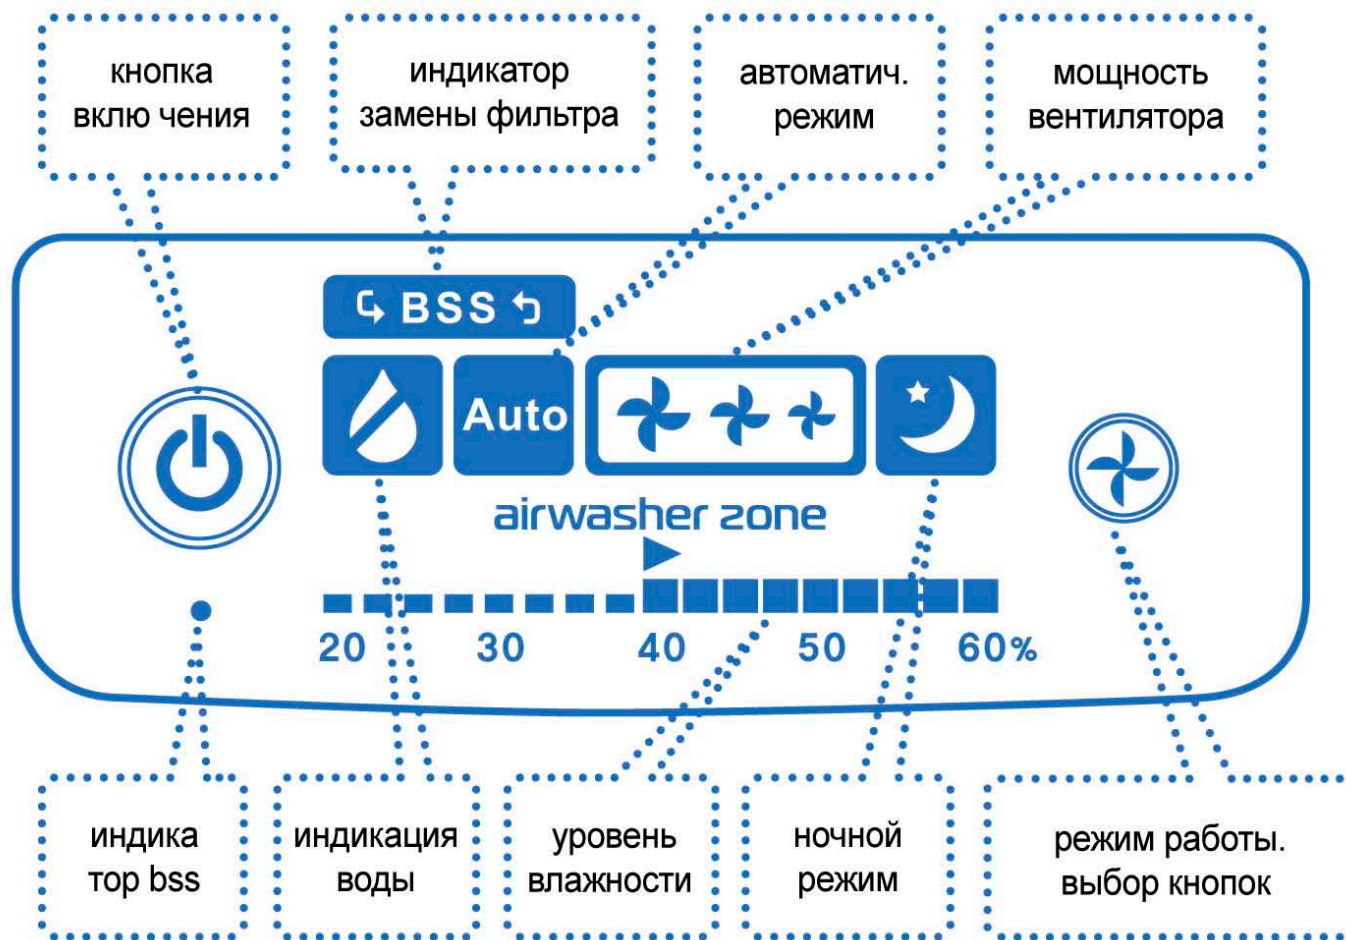 кнопка
вклю чения
индикатор
замены фильтра
автоматич.
режим
мощность
вентилятора
BSS
Auto
airwasher zone
20 30 40 50 60%
индика
тор bss
индикация
воды
уровень
влажности
ночной
режим
режим работы.
выбор кнопок